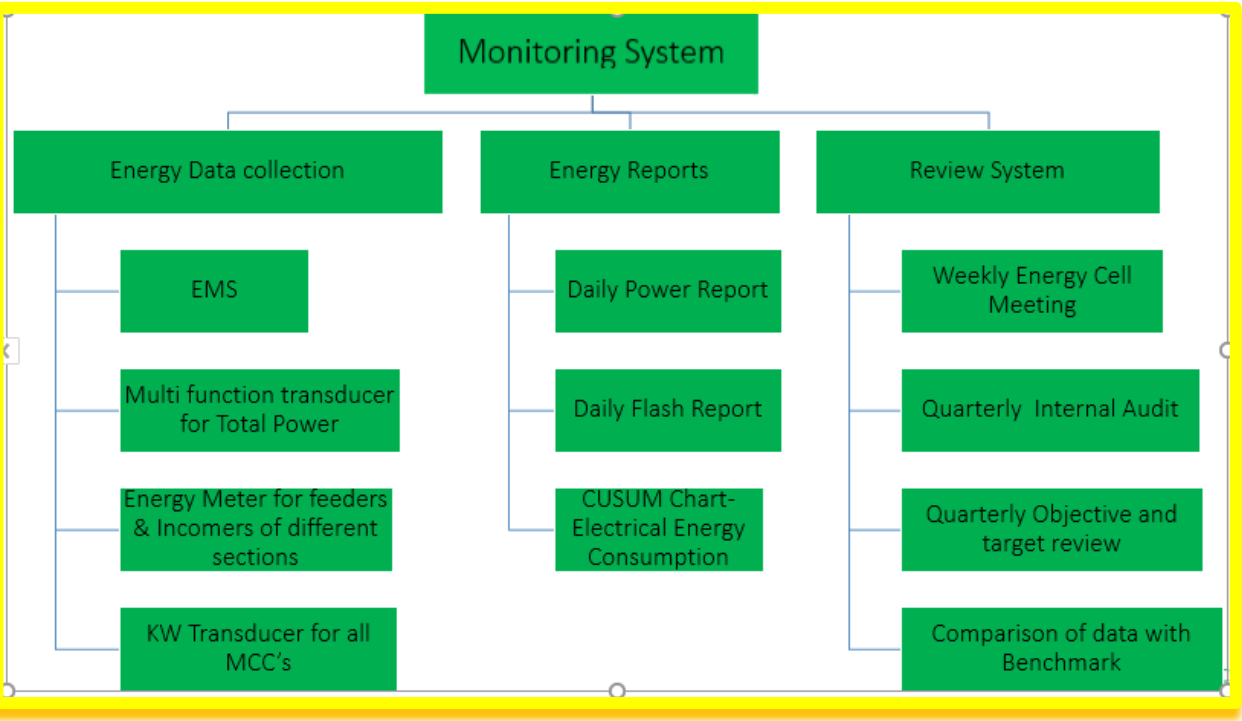 Monitoring System
Energy Data collection
EMS
Multi function transducer
for Total Power
Energy Meter for feeders
& Incomers of different
sections
KW Transducer for all
MCC's
Energy Reports
Daily Power Report
Daily Flash Report
CUSUM Chart-
Electrical Energy
Consumption
Review System
Weekly Energy Cell
Meeting
Quarterly  Internal Audit
Quarterly Objective and
target review
Comparison of data with
Benchmark